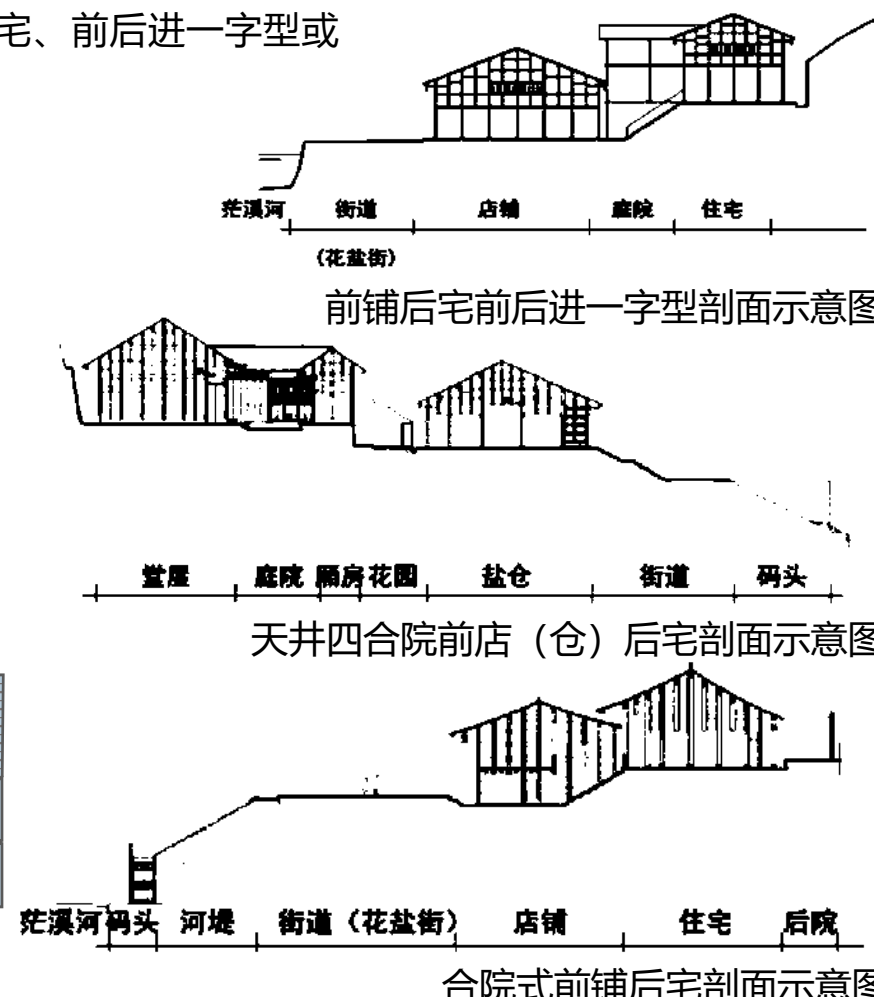 宅、前后进一字型或
茫溪河 街道 店铺 庭院 住宅
(花盐街)
前铺后宅前后进一字型剖面示意图
堂屋 庭院 厢房 花园 盐仓 街道 码头
天井四合院前店（仓）后宅剖面示意图
茫溪河 码头 河堤 街道（花盐街） 店铺 住宅 后院
合院式前铺后宅剖面示意图